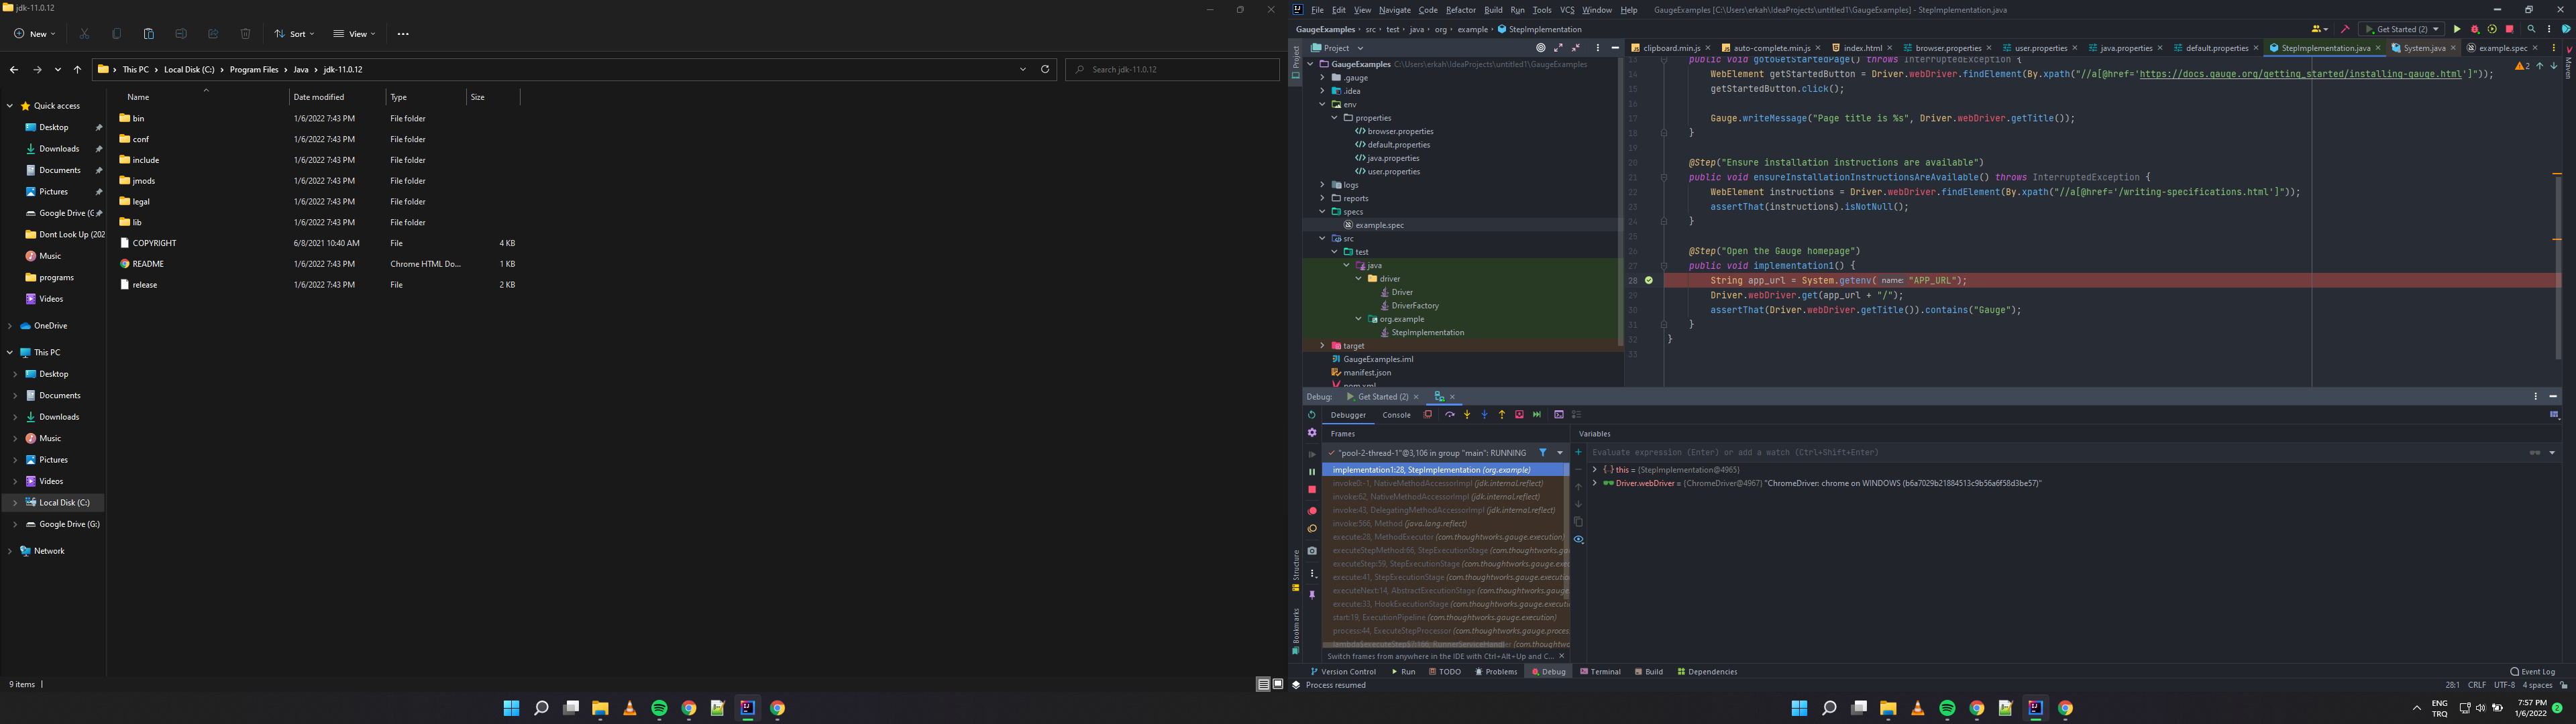 jdk-11.0.12
New
Sort
View
This PC
Local Disk (C:)
Program Files
Java
jdk-11.0.12
Search jdk-11.0.12
Quick access
Desktop
Downloads
Documents
Pictures
Google Drive (G
Dont Look Up (202
Music
programs
Videos
OneDrive
This PC
Desktop
Documents
Downloads
Music
Pictures
Videos
Local Disk (C:)
Google Drive (G:)
Network
Name Date modified Type Size
bin 1/6/2022 7:43 PM File folder
conf 1/6/2022 7:43 PM File folder
include 1/6/2022 7:43 PM File folder
jmods 1/6/2022 7:43 PM File folder
legal 1/6/2022 7:43 PM File folder
lib 1/6/2022 7:43 PM File folder
COPYRIGHT 6/8/2021 10:40 AM File 4 KB
README 1/6/2022 7:43 PM Chrome HTML Do... 1 KB
release 1/6/2022 7:43 PM File 2 KB
9 items
File Edit View Navigate Code Refactor Build Run Tools VCS Window Help GaugeExamples [C:\Users\erkah\IdeaProjects\untitled1\GaugeExamples] - StepImplementation.java
GaugeExamples src test java org example StepImplementation
Get Started (2)
Project
clipboard.min.js auto-complete.min.js index.html browser.properties user.properties java.properties default.properties StepImplementation.java System.java example.spec
Project
Structure
Bookmarks
Maven
GaugeExamples C:\Users\erkah\IdeaProjects\untitled1\GaugeExamples
.gauge
.idea
env
properties
browser.properties
default.properties
java.properties
user.properties
logs
reports
specs
example.spec
src
test
java
driver
Driver
DriverFactory
org.example
StepImplementation
target
GaugeExamples.iml
manifest.json
pom.xml
2
13 public void gotoGetStartedPage() throws InterruptedException {
14 WebElement getStartedButton = Driver.webDriver.findElement(By.xpath("//a[@href='https://docs.gauge.org/getting_started/installing-gauge.html']"));
15 getStartedButton.click();
16
17 Gauge.writeMessage("Page title is %s", Driver.webDriver.getTitle());
18 }
19
20 @Step("Ensure installation instructions are available")
21 public void ensureInstallationInstructionsAreAvailable() throws InterruptedException {
22 WebElement instructions = Driver.webDriver.findElement(By.xpath("//a[@href='/writing-specifications.html']"));
23 assertThat(instructions).isNotNull();
24 }
25
26 @Step("Open the Gauge homepage")
27 public void implementation1() {
28 String app_url = System.getenv( name: "APP_URL");
29 Driver.webDriver.get(app_url + "/");
30 assertThat(Driver.webDriver.getTitle()).contains("Gauge");
31 }
32 }
33
Debug: Get Started (2)
Debugger Console
Frames
Variables
"pool-2-thread-1"@3,106 in group "main": RUNNING
implementation1:28, StepImplementation (org.example)
invoke0:-1, NativeMethodAccessorImpl (jdk.internal.reflect)
invoke:62, NativeMethodAccessorImpl (jdk.internal.reflect)
invoke:43, DelegatingMethodAccessorImpl (jdk.internal.reflect)
invoke:566, Method (java.lang.reflect)
execute:28, MethodExecutor (com.thoughtworks.gauge.execution)
executeStepMethod:66, StepExecutionStage (com.thoughtworks.ga
executeStep:59, StepExecutionStage (com.thoughtworks.gauge.ex
execute:41, StepExecutionStage (com.thoughtworks.gauge.executio
executeNext:14, AbstractExecutionStage (com.thoughtworks.gauge.
execute:33, HookExecutionStage (com.thoughtworks.gauge.executi
start:19, ExecutionPipeline (com.thoughtworks.gauge.execution)
process:44, ExecuteStepProcessor (com.thoughtworks.gauge.proces
Switch frames from anywhere in the IDE with Ctrl+Alt+Up and C...
Evaluate expression (Enter) or add a watch (Ctrl+Shift+Enter)
this = {StepImplementation@4965}
Driver.webDriver = {ChromeDriver@4967} "ChromeDriver: chrome on WINDOWS (b6a7029b21884513c9b56a6f58d3be57)"
Version Control Run TODO Problems Debug Terminal Build Dependencies Event Log
Process resumed 28:1 CRLF UTF-8 4 spaces
ENG
TRQ
7:57 PM
1/6/2022
2